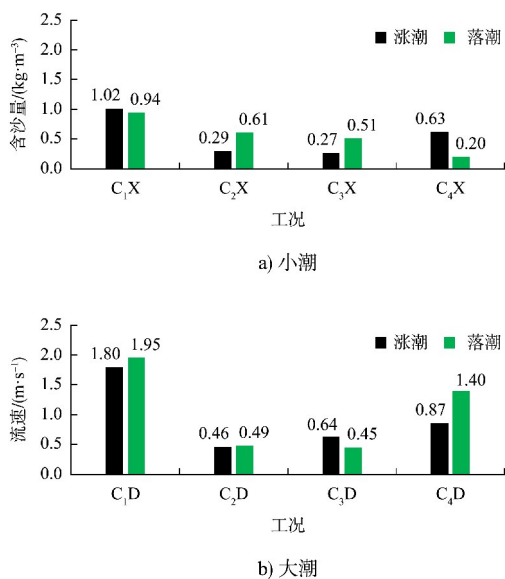 2.5
2.0
1.5
1.0
0.5
0.0
含沙量/(kg·m⁻³)
涨潮 落潮
1.02 0.94
0.29 0.61
0.27 0.51
0.63 0.20
C₁X C₂X C₃X C₄X
工况
a) 小潮
2.5
2.0
1.5
1.0
0.5
0.0
流速/(m·s⁻¹)
涨潮 落潮
1.80 1.95
0.46 0.49
0.64 0.45
0.87 1.40
C₁D C₂D C₃D C₄D
工况
b) 大潮